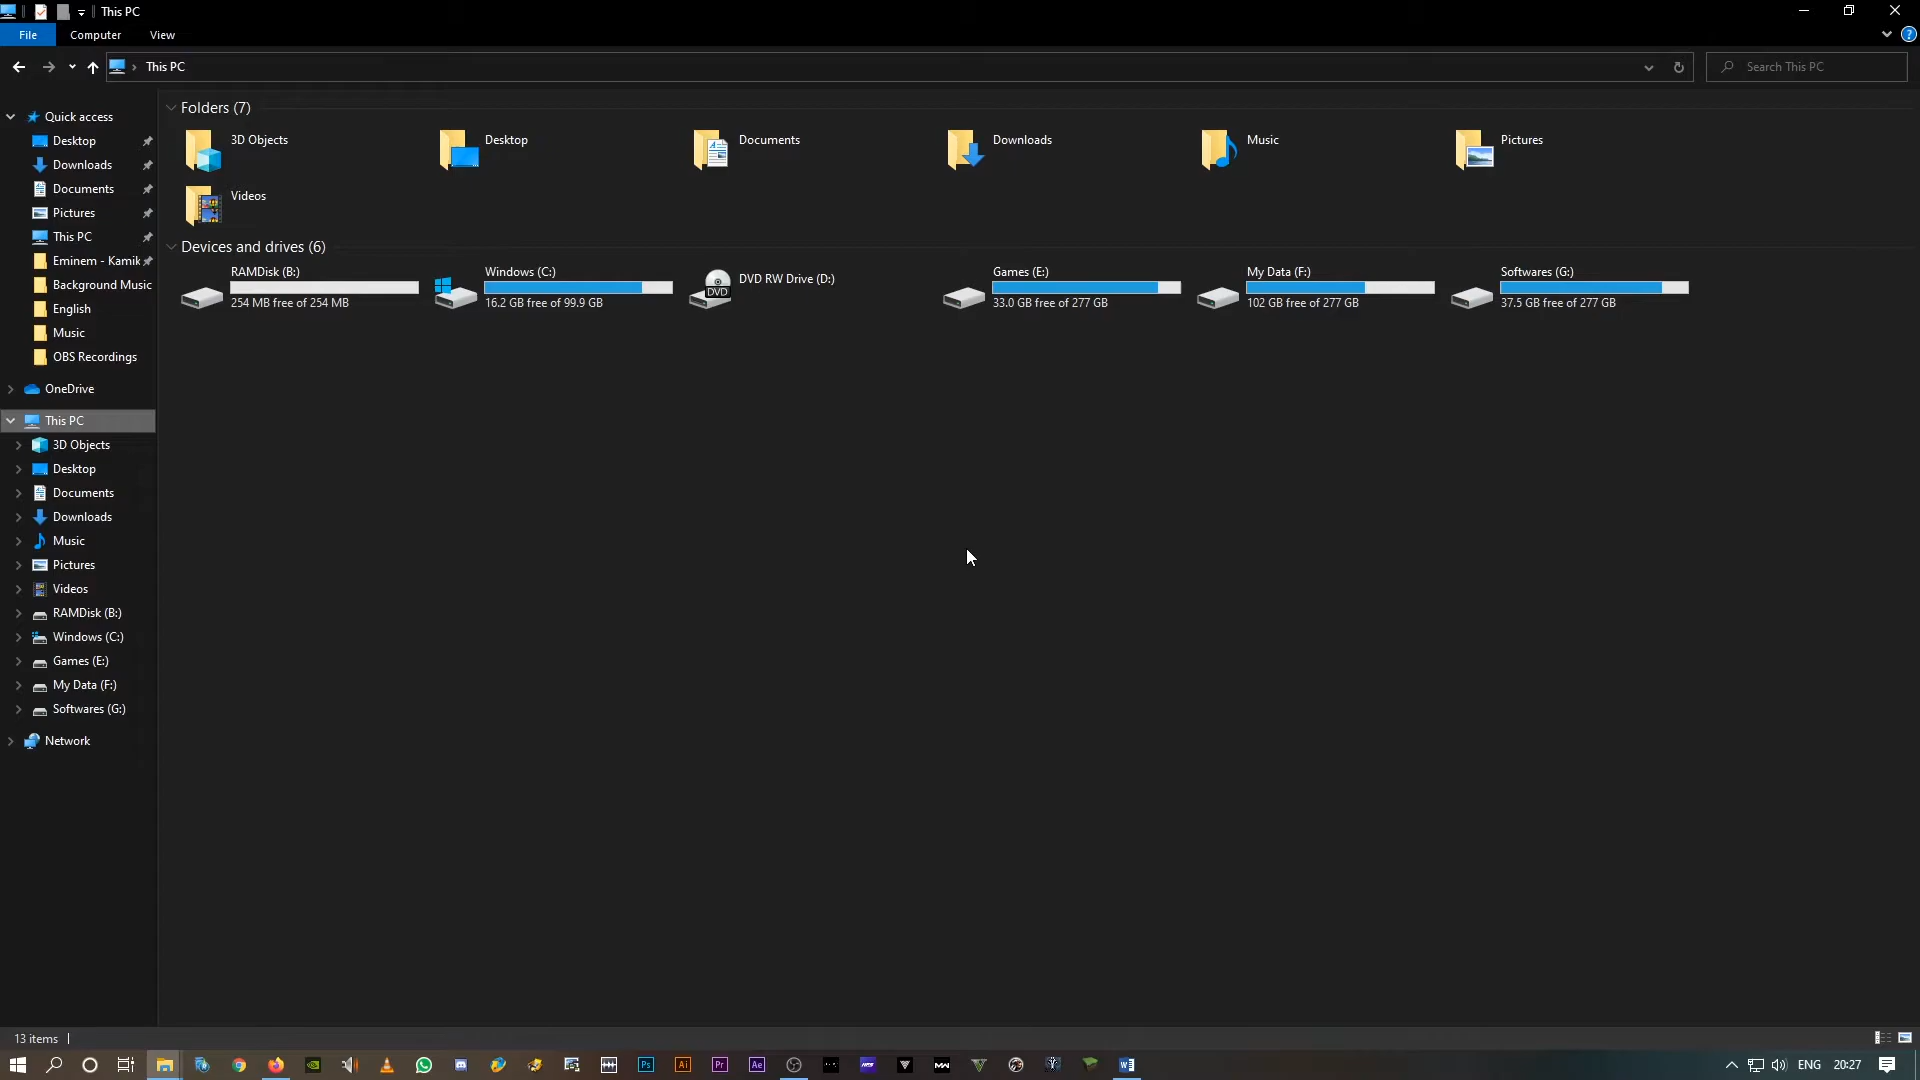 This PC
File
Computer
View
This PC
Search This PC
Quick access
Desktop
Downloads
Documents
Pictures
This PC
Eminem - Kamik
Background Music
English
Music
OBS Recordings
OneDrive
This PC
3D Objects
Desktop
Documents
Downloads
Music
Pictures
Videos
RAMDisk (B:)
Windows (C:)
Games (E:)
My Data (F:)
Softwares (G:)
Network
Folders (7)
3D Objects
Desktop
Documents
Downloads
Music
Pictures
Videos
Devices and drives (6)
RAMDisk (B:)
254 MB free of 254 MB
Windows (C:)
16.2 GB free of 99.9 GB
DVD
DVD RW Drive (D:)
Games (E:)
33.0 GB free of 277 GB
My Data (F:)
102 GB free of 277 GB
Softwares (G:)
37.5 GB free of 277 GB
13 items
Ps
Ai
Pr
Ae
MW
ENG
20:27